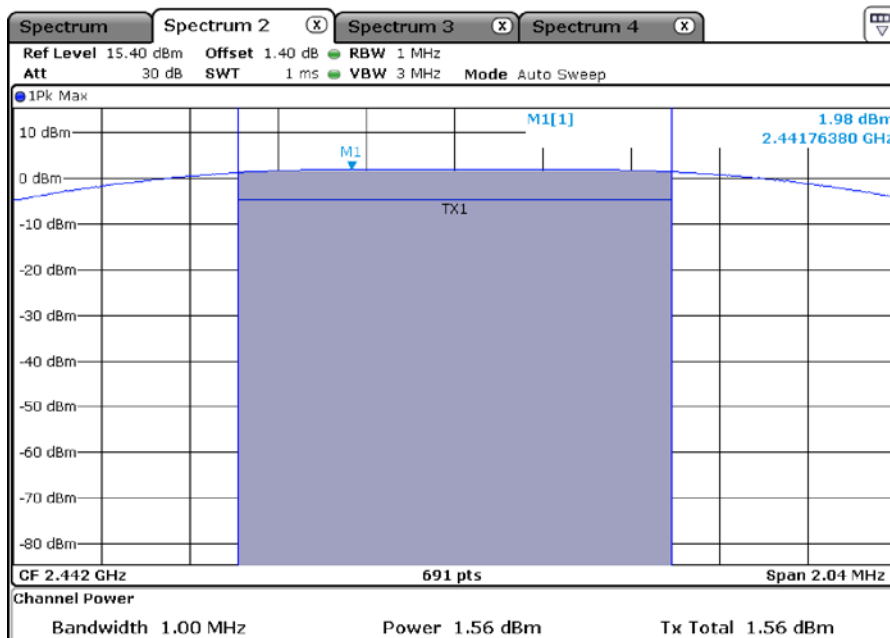 Spectrum Spectrum 2 X Spectrum 3 X Spectrum 4 X
Ref Level 15.40 dBm Offset 1.40 dB RBW 1 MHz
Att 30 dB SWT 1 ms VBW 3 MHz Mode Auto Sweep
1Pk Max
M1[1] 1.98 dBm
2.44176380 GHz
10 dBm
M1
0 dBm
TX1
-10 dBm
-20 dBm
-30 dBm
-40 dBm
-50 dBm
-60 dBm
-70 dBm
-80 dBm
CF 2.442 GHz 691 pts Span 2.04 MHz
Channel Power
Bandwidth 1.00 MHz Power 1.56 dBm Tx Total 1.56 dBm